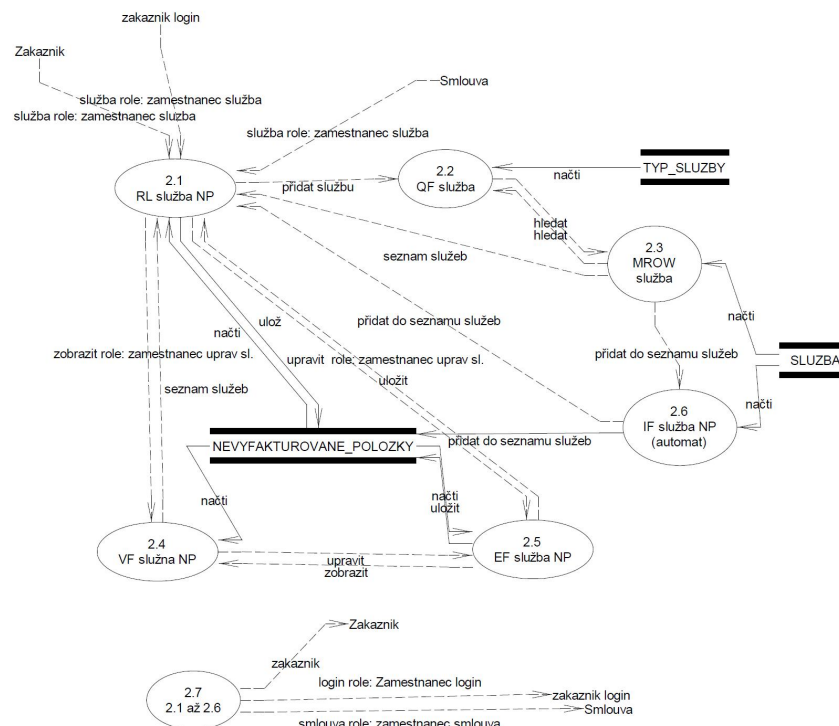 zakaznik login
Zakaznik
služba role: zamestnanec služba
služba role: zamestnanec sluzba
Smlouva
služba role: zamestnanec služba
2.1
RL služba NP
přidat službu
2.2
QF služba
načti
TYP_SLUZBY
hledat
hledat
2.3
MROW
služba
seznam služeb
načti
ulož
přidat do seznamu služeb
načti
zobrazit role: zamestnanec uprav sl.
upravit  role: zamestnanec uprav sl.
přidat do seznamu služeb
SLUZBA
seznam služeb
uložit
načti
2.6
IF služba NP
(automat)
NEVYFAKTUROVANE_POLOZKY
přidat do seznamu služeb
načti
načti
uložit
2.4
VF služna NP
2.5
EF služba NP
upravit
zobrazit
Zakaznik
zakaznik
2.7
2.1 až 2.6
login role: Zamestnanec login
zakaznik login
Smlouva
smlouva role: zamestnanec smlouva